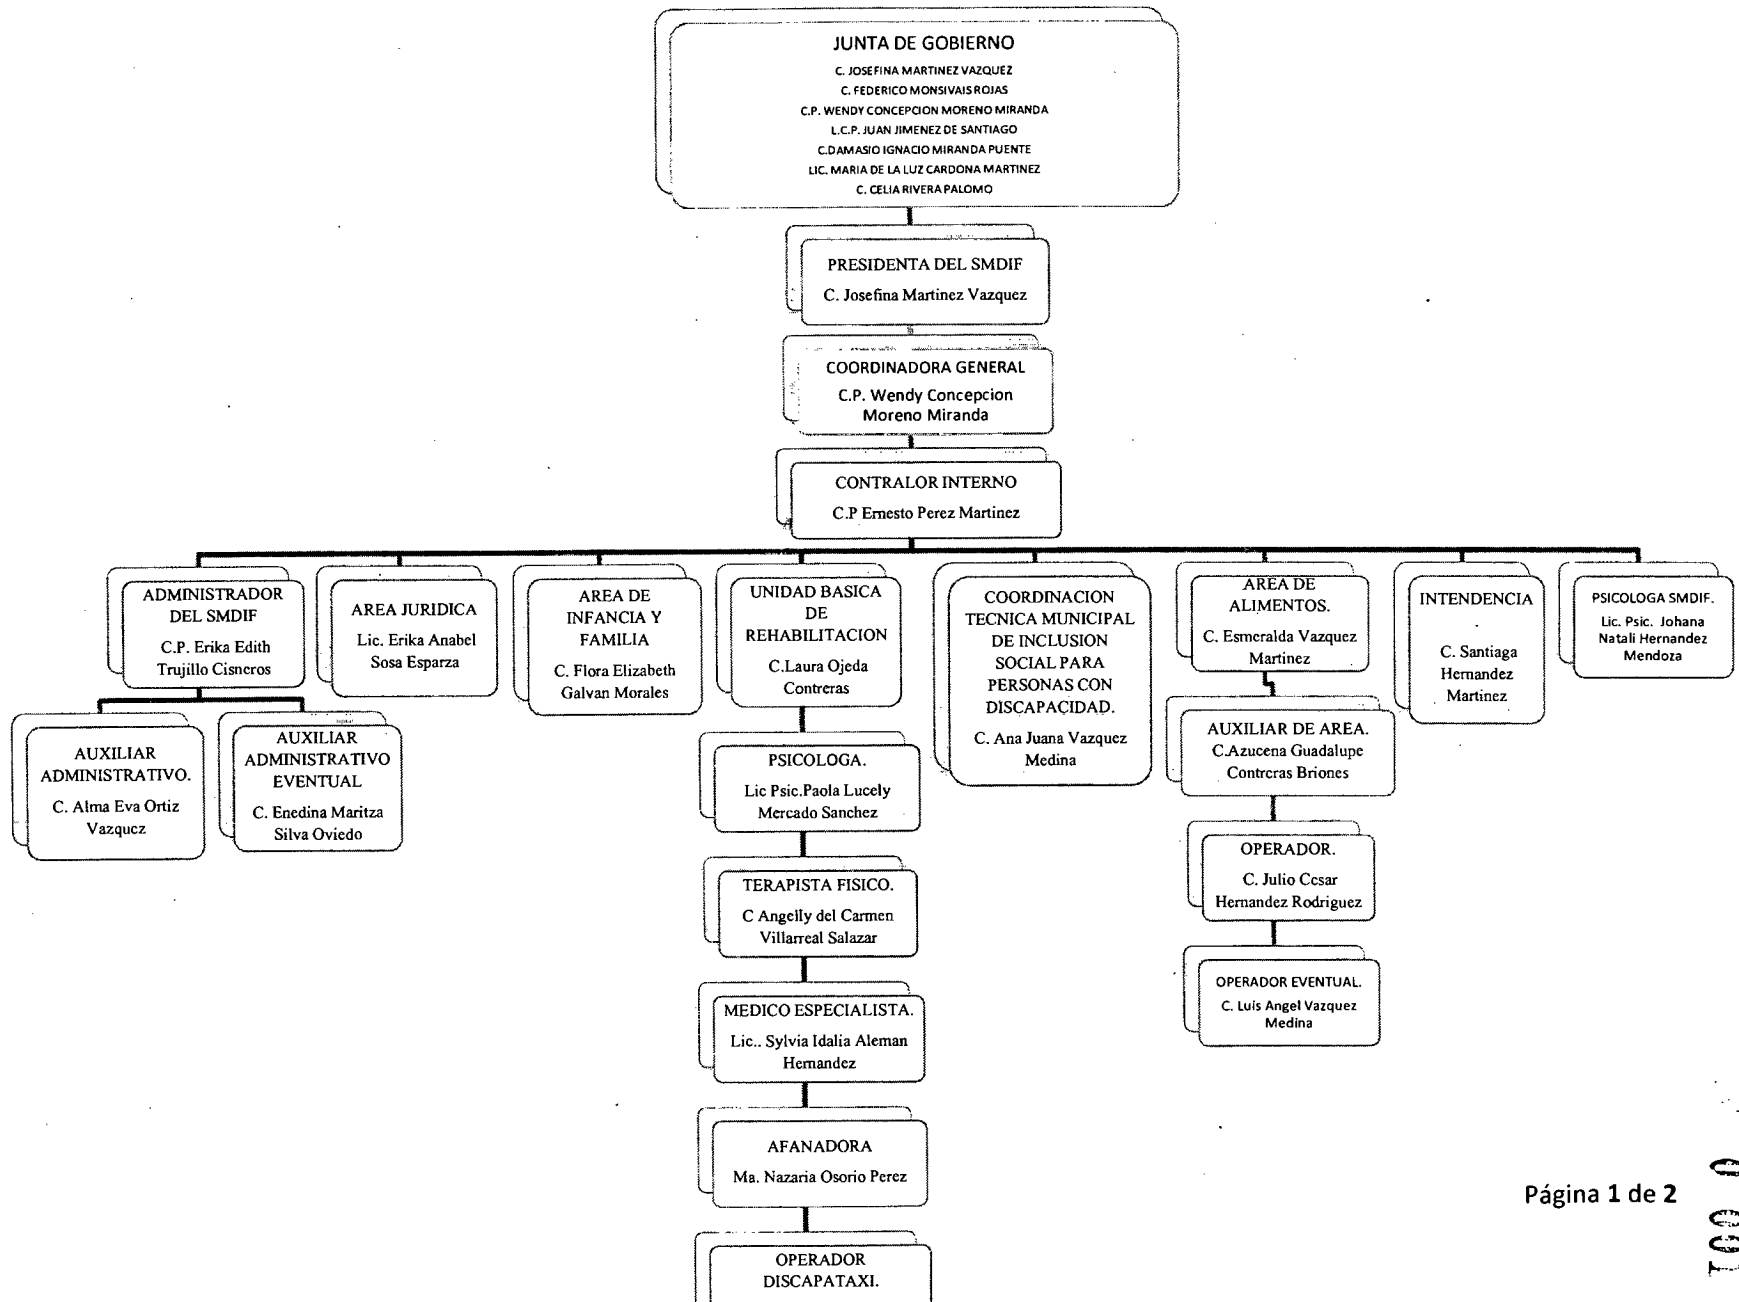 JUNTA DE GOBIERNO
C. JOSEFINA MARTINEZ VAZQUEZ
C. FEDERICO MONSIVAIS ROJAS
C.P. WENDY CONCEPCION MORENO MIRANDA
L.C.P. JUAN JIMENEZ DE SANTIAGO
C.DAMASIO IGNACIO MIRANDA PUENTE
LIC. MARIA DE LA LUZ CARDONA MARTINEZ
C. CELIA RIVERA PALOMO
PRESIDENTA DEL SMDIF
C. Josefina Martinez Vazquez
COORDINADORA GENERAL
C.P. Wendy Concepcion
Moreno Miranda
CONTRALOR INTERNO
C.P Ernesto Perez Martinez
ADMINISTRADOR
DEL SMDIF
C.P. Erika Edith
Trujillo Cisneros
AUXILIAR
ADMINISTRATIVO.
C. Alma Eva Ortiz
Vazquez
AUXILIAR
ADMINISTRATIVO
EVENTUAL
C. Enedina Maritza
Silva Oviedo
AREA JURIDICA
Lic. Erika Anabel
Sosa Esparza
AREA DE
INFANCIA Y
FAMILIA
C. Flora Elizabeth
Galvan Morales
UNIDAD BASICA
DE
REHABILITACION
C.Laura Ojeda
Contreras
PSICOLOGA.
Lic Psic.Paola Lucely
Mercado Sanchez
TERAPISTA FISICO.
C Angelly del Carmen
Villarreal Salazar
MEDICO ESPECIALISTA.
Lic.. Sylvia Idalia Aleman
Hernandez
AFANADORA
Ma. Nazaria Osorio Perez
OPERADOR
DISCAPATAXI.
COORDINACION
TECNICA MUNICIPAL
DE INCLUSION
SOCIAL PARA
PERSONAS CON
DISCAPACIDAD.
C. Ana Juana Vazquez
Medina
AREA DE
ALIMENTOS.
C. Esmeralda Vazquez
Martinez
AUXILIAR DE AREA.
C.Azucena Guadalupe
Contreras Briones
OPERADOR.
C. Julio Cesar
Hernandez Rodriguez
OPERADOR EVENTUAL.
C. Luis Angel Vazquez
Medina
INTENDENCIA
.
C. Santiaga
Hernandez
Martinez
PSICOLOGA SMDIF.
Lic. Psic. Johana
Natali Hernandez
Mendoza
Página 1 de 2